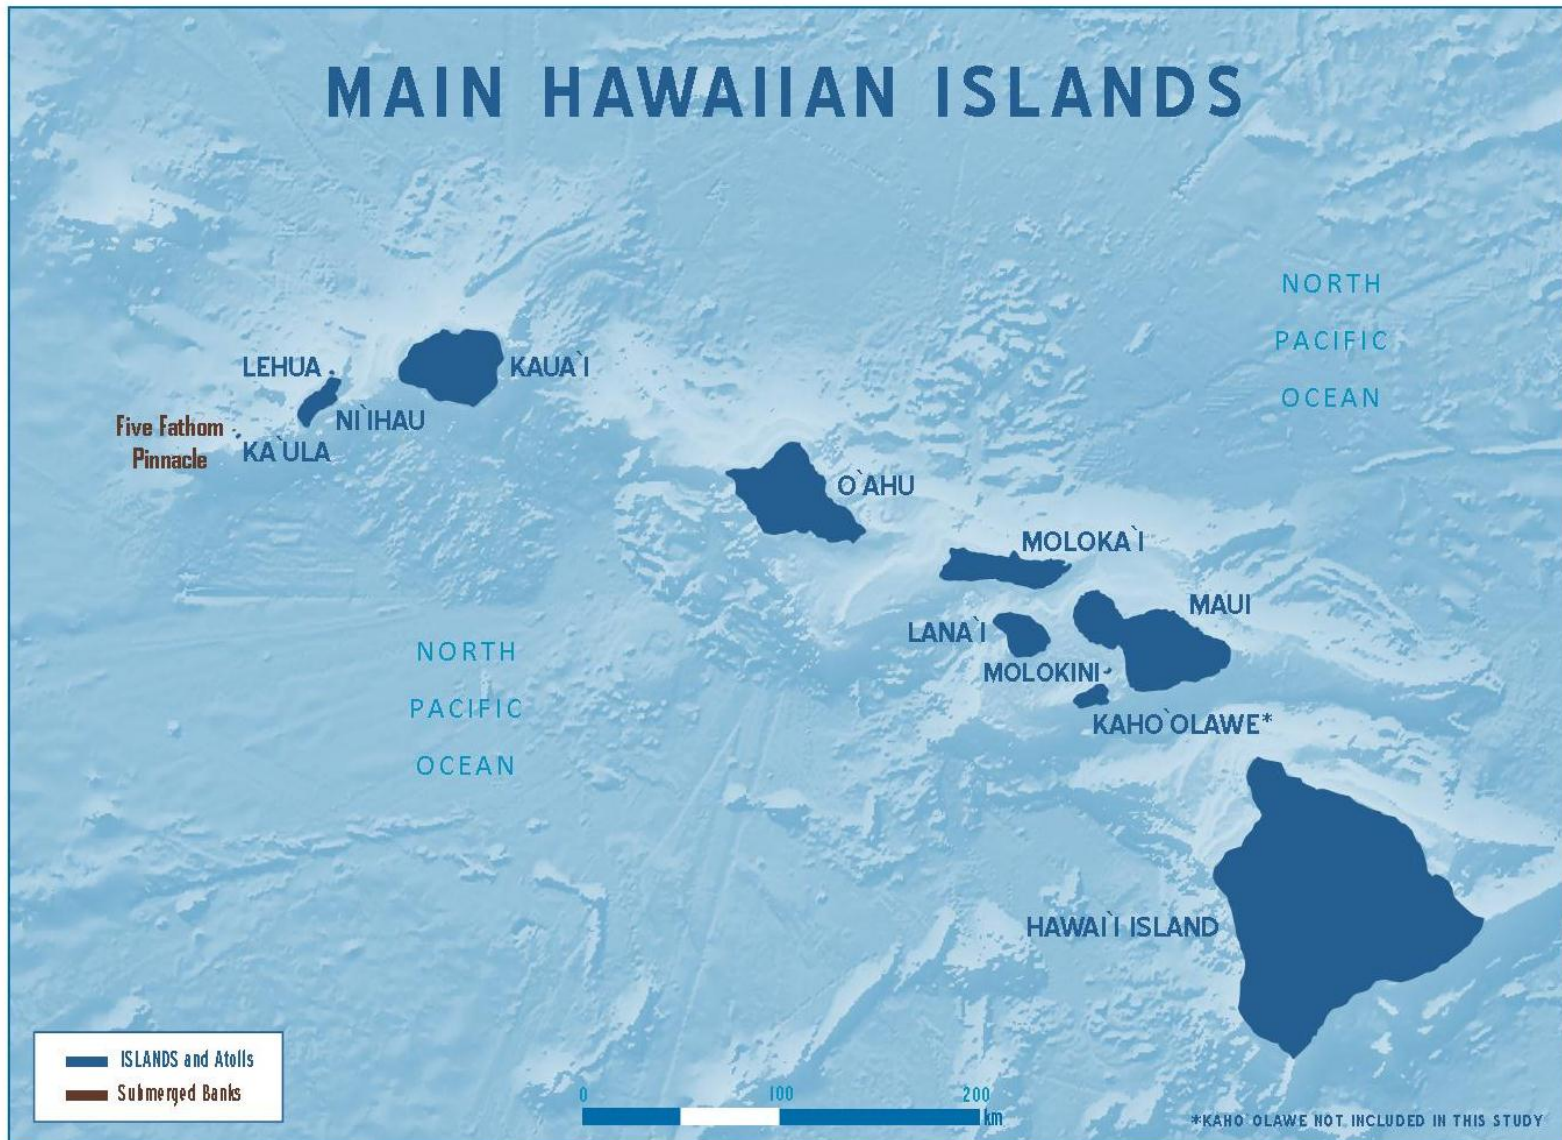 MAIN HAWAIIAN ISLANDS
NORTH
PACIFIC
OCEAN
LEHUA
KAUA`I
NI`IHAU
Five Fathom
Pinnacle
KA`ULA
O`AHU
MOLOKA`I
MAUI
LANA`I
MOLOKINI
KAHO`OLAWE*
NORTH
PACIFIC
OCEAN
HAWAI`I ISLAND
ISLANDS and Atolls
Submerged Banks
0 100 200
km
*KAHO`OLAWE NOT INCLUDED IN THIS STUDY